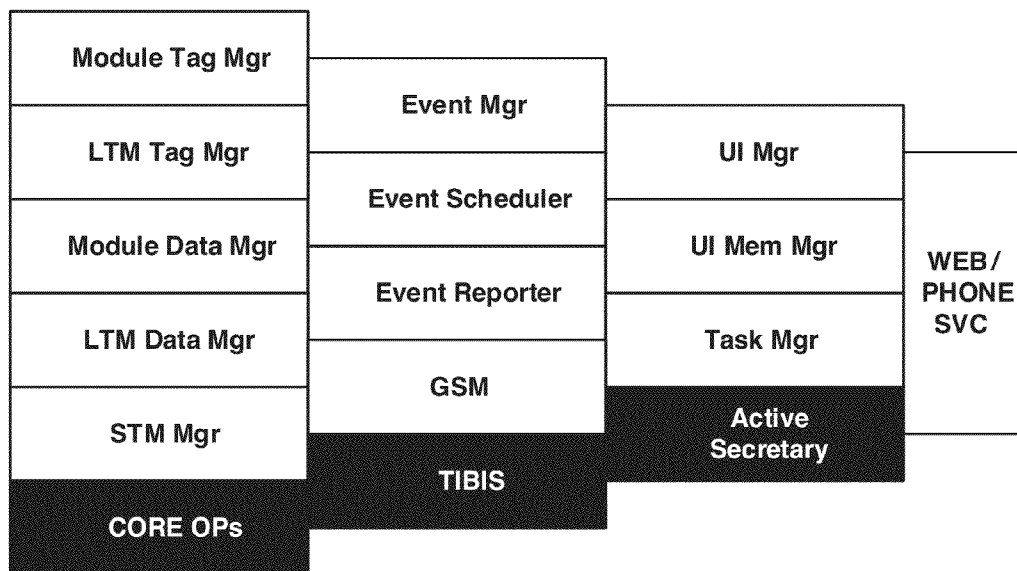 Module Tag Mgr
LTM Tag Mgr
Module Data Mgr
LTM Data Mgr
STM Mgr
CORE OPs
Event Mgr
Event Scheduler
Event Reporter
GSM
TIBIS
UI Mgr
UI Mem Mgr
Task Mgr
Active
Secretary
WEB/
PHONE
SVC